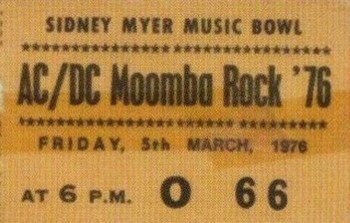 SIDNEY MYER MUSIC BOWL
AC/DC Moomba Rock '76
FRIDAY, 5th MARCH, 1976
AT 6 P.M. O 66